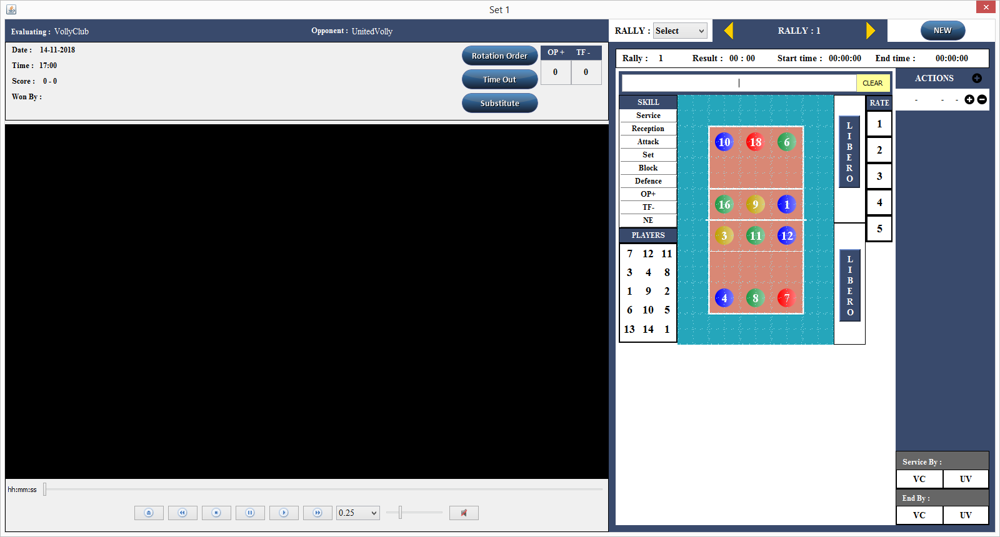 Set 1
Evaluating : VollyClub
Opponent : UnitedVolly
RALLY : Select
RALLY : 1
NEW
Date : 14-11-2018
Time : 17:00
Score : 0 - 0
Won By :
Rotation Order
Time Out
Substitute
OP + TF -
0 0
Rally : 1 Result : 00 : 00 Start time : 00:00:00 End time : 00:00:00
CLEAR
ACTIONS
- - -
SKILL
Service
Reception
Attack
Set
Block
Defence
OP+
TF-
NE
PLAYERS
7 12 11
3 4 8
1 9 2
6 10 5
13 14 1
10 18 6
16 9 1
3 11 12
4 8 7
LIBERO
LIBERO
RATE
1
2
3
4
5
Service By :
VC UV
End By :
VC UV
hh:mm:ss
0.25